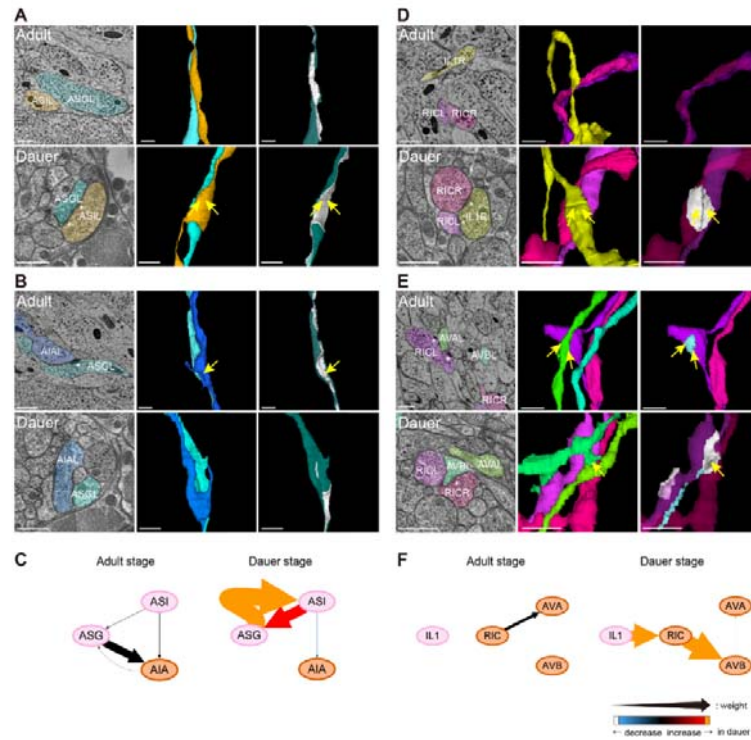 A
Adult
ASIL
ASGL
Dauer
ASGL
ASIL
B
Adult
AIAL
ASGL
Dauer
AIAL
ASGL
C
Adult stage
Dauer stage
ASI
ASG
AIA
ASI
ASG
AIA
D
Adult
IL1R
RICL
RICR
Dauer
RICR
RICL
IL1R
E
Adult
RICL
AVAL
AVBL
RICR
Dauer
RICL
AVBL
AVAL
RICR
F
Adult stage
Dauer stage
AVA
IL1
RIC
AVB
AVA
IL1
RIC
AVB
: weight
← decrease increase → in dauer